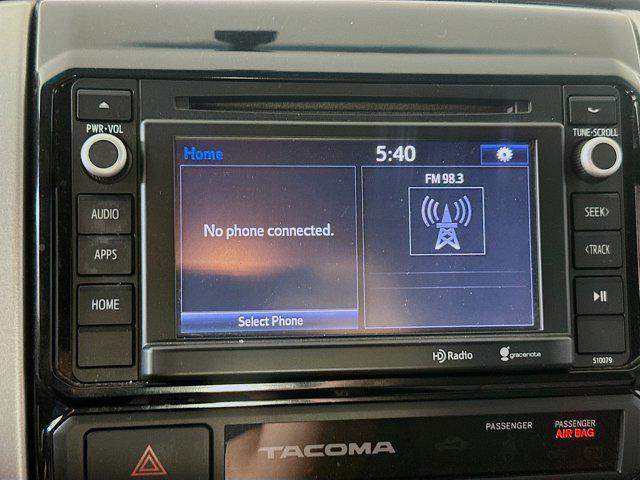 PWR•VOL
TUNE•SCROLL
Home
5:40
FM 98.3
AUDIO
No phone connected.
SEEK>
APPS
<TRACK
HOME
Select Phone
HD Radio
gracenote
510079
TACOMA
PASSENGER
PASSENGER
AIR BAG